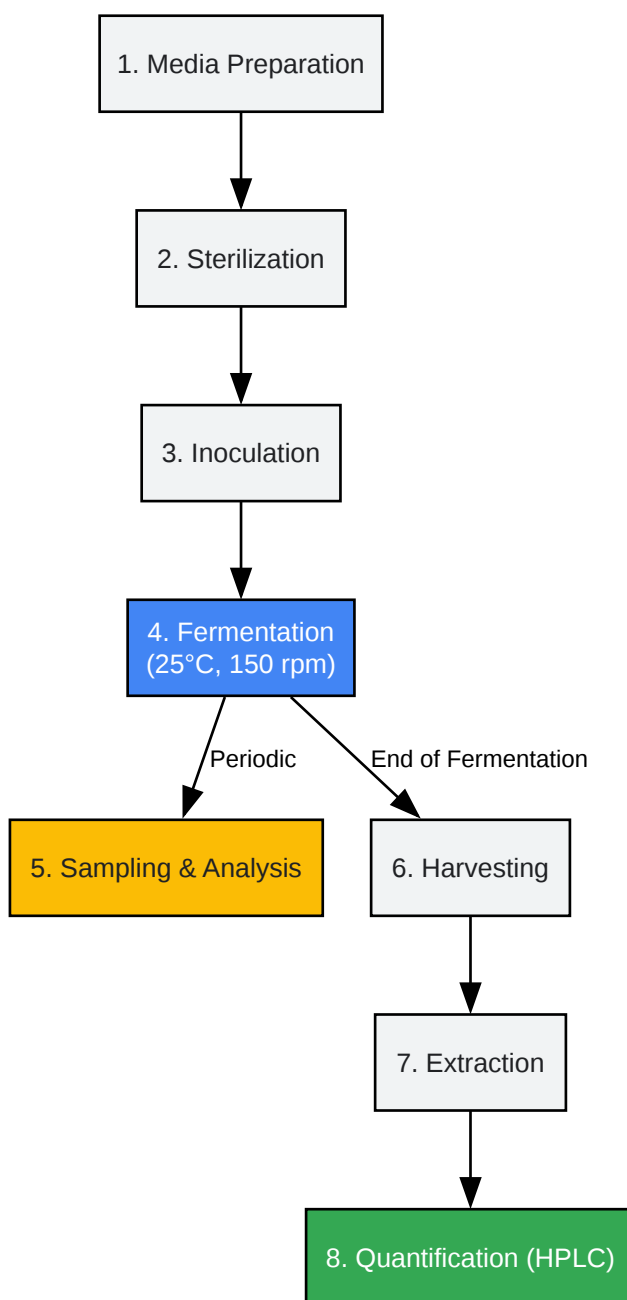 1. Media Preparation
2. Sterilization
3. Inoculation
4. Fermentation
(25°C, 150 rpm)
Periodic
End of Fermentation
5. Sampling & Analysis
6. Harvesting
7. Extraction
8. Quantification (HPLC)